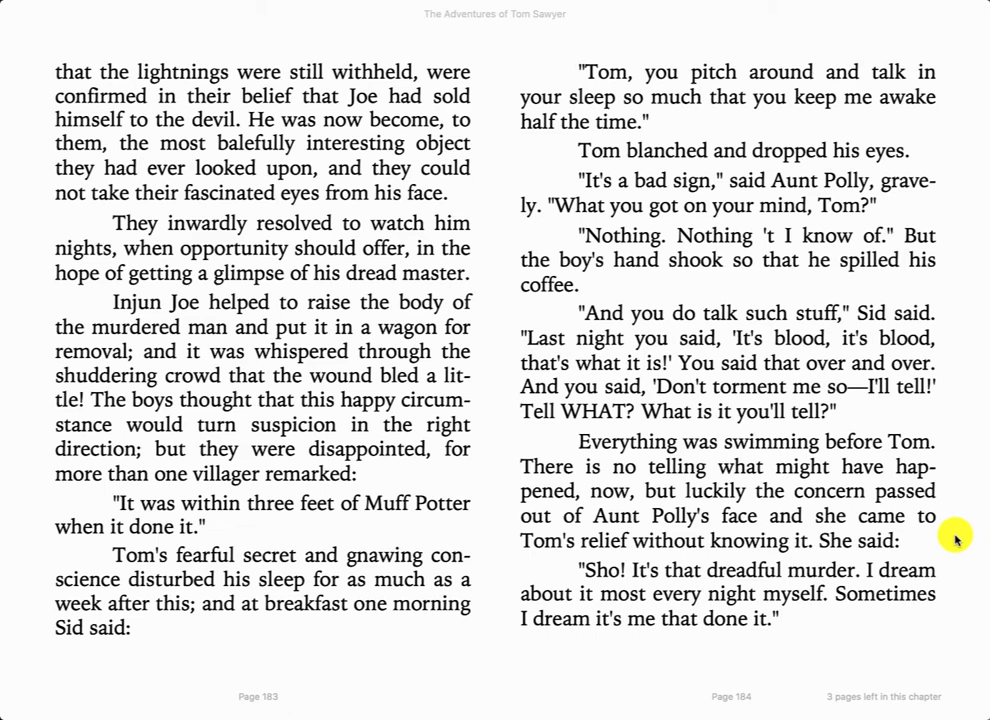 The Adventures of Tom Sawyer
that the lightnings were still withheld, were
confirmed in their belief that Joe had sold
himself to the devil. He was now become, to
them, the most balefully interesting object
they had ever looked upon, and they could
not take their fascinated eyes from his face.
They inwardly resolved to watch him
nights, when opportunity should offer, in the
hope of getting a glimpse of his dread master.
Injun Joe helped to raise the body of
the murdered man and put it in a wagon for
removal; and it was whispered through the
shuddering crowd that the wound bled a lit-
tle! The boys thought that this happy circum-
stance would turn suspicion in the right
direction; but they were disappointed, for
more than one villager remarked:
"It was within three feet of Muff Potter
when it done it."
Tom's fearful secret and gnawing con-
science disturbed his sleep for as much as a
week after this; and at breakfast one morning
Sid said:
"Tom, you pitch around and talk in
your sleep so much that you keep me awake
half the time."
Tom blanched and dropped his eyes.
"It's a bad sign," said Aunt Polly, grave-
ly. "What you got on your mind, Tom?"
"Nothing. Nothing 't I know of." But
the boy's hand shook so that he spilled his
coffee.
"And you do talk such stuff," Sid said.
"Last night you said, 'It's blood, it's blood,
that's what it is!' You said that over and over.
And you said, 'Don't torment me so—I'll tell!'
Tell WHAT? What is it you'll tell?"
Everything was swimming before Tom.
There is no telling what might have hap-
pened, now, but luckily the concern passed
out of Aunt Polly's face and she came to
Tom's relief without knowing it. She said:
"Sho! It's that dreadful murder. I dream
about it most every night myself. Sometimes
I dream it's me that done it."
Page 183
Page 184
3 pages left in this chapter